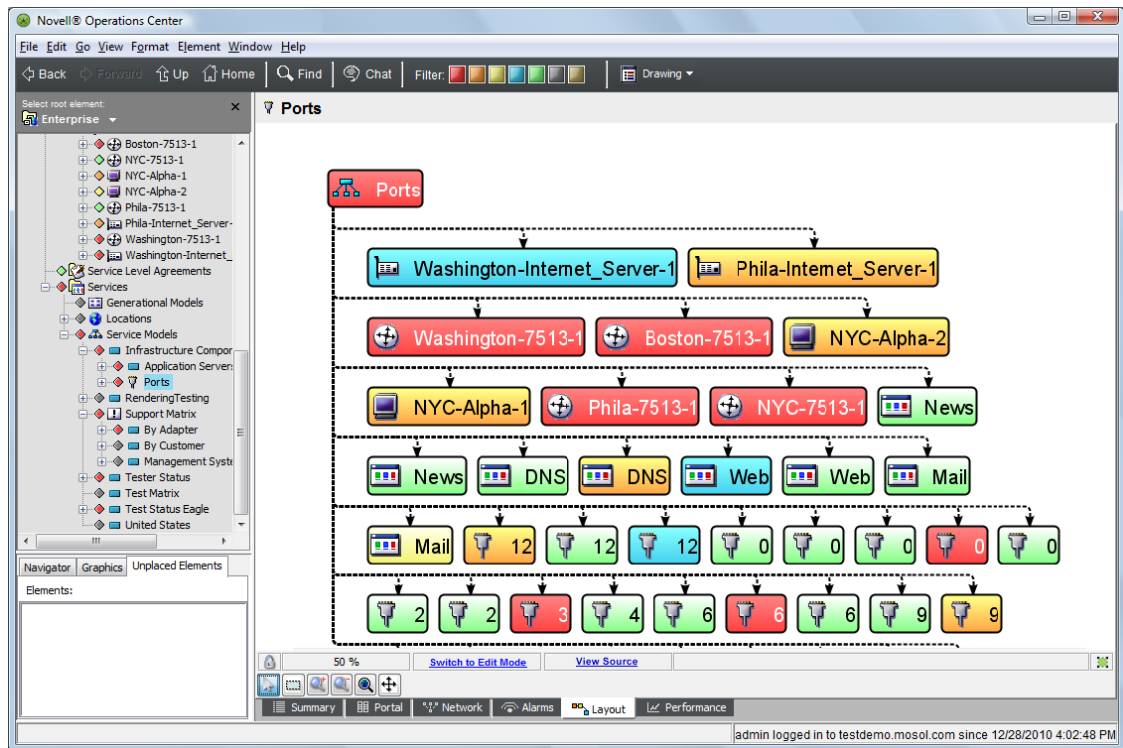 Novell® Operations Center
File Edit Go View Format Element Window Help
Back Forward Up Home Find Chat Filter: Drawing
Select root element:
Enterprise
Ports
Boston-7513-1
NYC-7513-1
NYC-Alpha-1
NYC-Alpha-2
Phila-7513-1
Phila-Internet_Server-
Washington-7513-1
Washington-Internet_
Service Level Agreements
Services
Generational Models
Locations
Service Models
Infrastructure Compor
Application Servers
Ports
RenderingTesting
Support Matrix
By Adapter
By Customer
Management Syste
Tester Status
Test Matrix
Test Status Eagle
United States
Navigator Graphics Unplaced Elements
Elements:
Ports
Washington-Internet_Server-1 Phila-Internet_Server-1
Washington-7513-1 Boston-7513-1 NYC-Alpha-2
NYC-Alpha-1 Phila-7513-1 NYC-7513-1 News
News DNS DNS Web Web Mail
Mail 12 12 12 0 0 0 0 0
2 2 3 4 6 6 6 9 9
50 % Switch to Edit Mode View Source
Summary Portal Network Alarms Layout Performance
admin logged in to testdemo.mosol.com since 12/28/2010 4:02:48 PM